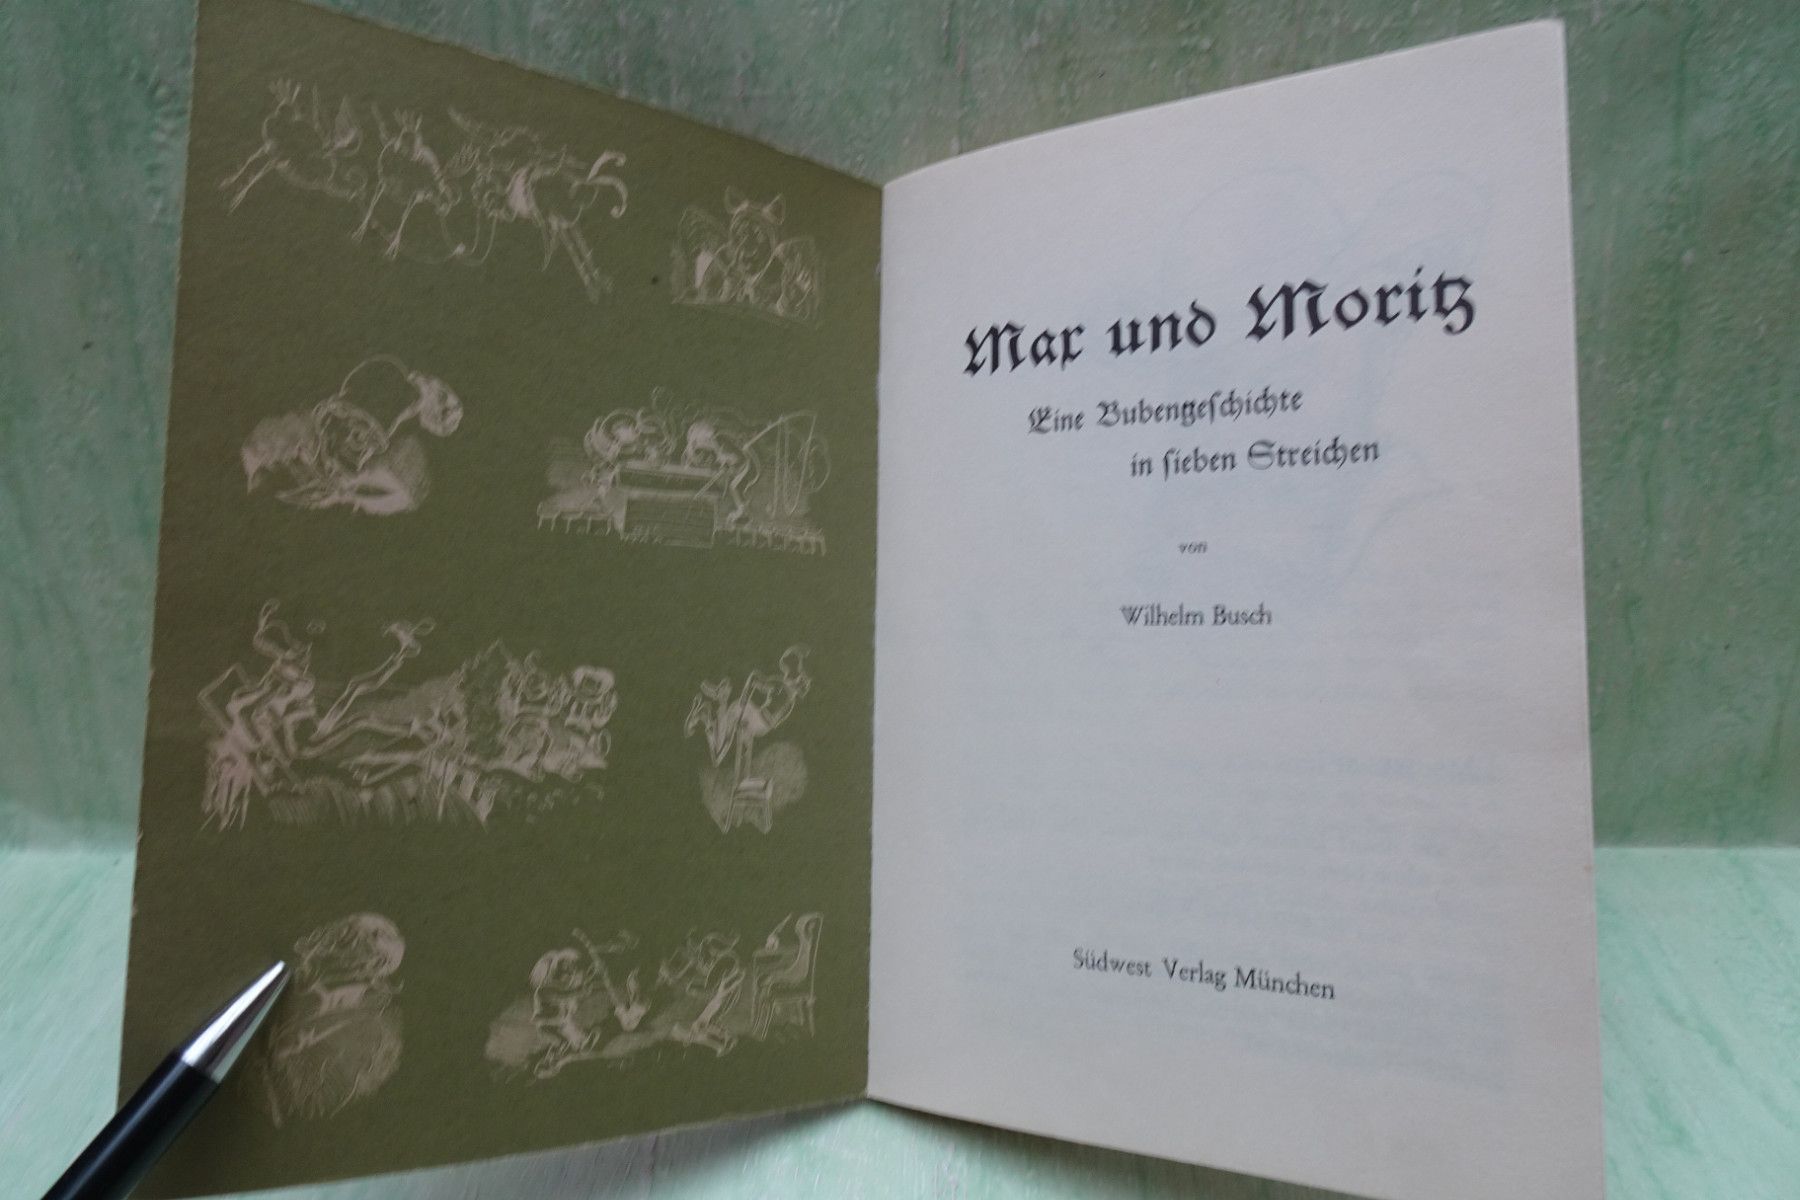 Max und Moritz
Eine Bubengeſchichte
in ſieben Streichen
von
Wilhelm Busch
Südwest Verlag München